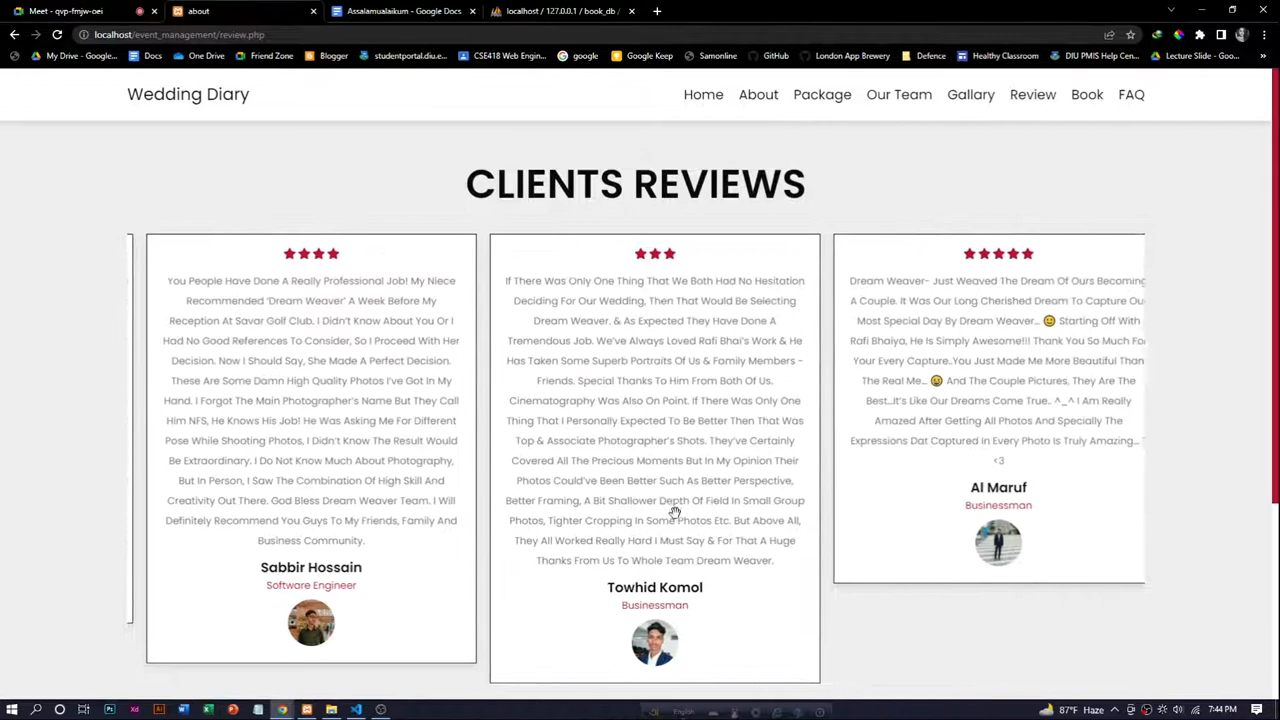 Meet - qvp-fmjw-oei
about
Assalamualaikum - Google Docs
localhost / 127.0.0.1 / book_db /
localhost/event_management/review.php
My Drive - Google...
Docs
One Drive
Friend Zone
Blogger
studentportal.diu.e...
CSE418 Web Engin...
google
Google Keep
Samonline
GitHub
London App Brewery
Defence
Healthy Classroom
DIU PMIS Help Cen...
Lecture Slide - Goo...
Wedding Diary
Home About Package Our Team Gallary Review Book FAQ
CLIENTS REVIEWS
You People Have Done A Really Professional Job! My Niece
Recommended ‘Dream Weaver’ A Week Before My
Reception At Savar Golf Club. I Didn’t Know About You Or I
Had No Good References To Consider, So I Proceed With Her
Decision. Now I Should Say, She Made A Perfect Decision.
These Are Some Damn High Quality Photos I’ve Got In My
Hand. I Forgot The Main Photographer’s Name But They Call
Him NFS, He Knows His Job! He Was Asking Me For Different
Pose While Shooting Photos, I Didn’t Know The Result Would
Be Extraordinary. I Do Not Know Much About Photography,
But In Person, I Saw The Combination Of High Skill And
Creativity Out There. God Bless Dream Weaver Team. I Will
Definitely Recommend You Guys To My Friends, Family And
Business Community.
Sabbir Hossain
Software Engineer
If There Was Only One Thing That We Both Had No Hesitation
Deciding For Our Wedding, Then That Would Be Selecting
Dream Weaver. & As Expected They Have Done A
Tremendous Job. We’ve Always Loved Rafi Bhai’s Work & He
Has Taken Some Superb Portraits Of Us & Family Members -
Friends. Special Thanks To Him From Both Of Us.
Cinematography Was Also On Point. If There Was Only One
Thing That I Personally Expected To Be Better Then That Was
Top & Associate Photographer’s Shots. They’ve Certainly
Covered All The Precious Moments But In My Opinion Their
Photos Could’ve Been Better Such As Better Perspective,
Better Framing, A Bit Shallower Depth Of Field In Small Group
Photos, Tighter Cropping In Some Photos Etc. But Above All,
They All Worked Really Hard I Must Say & For That A Huge
Thanks From Us To Whole Team Dream Weaver.
Towhid Komol
Businessman
Dream Weaver- Just Weaved The Dream Of Ours Becoming
A Couple. It Was Our Long Cherished Dream To Capture Ou
Most Special Day By Dream Weaver... 😊 Starting Off With
Rafi Bhaiya, He Is Simply Awesome!!! Thank You So Much Fo
Your Every Capture..You Just Made Me More Beautiful Than
The Real Me... And The Couple Pictures, They Are The
Best...It's Like Our Dreams Come True.. ^_^ I Am Really
Amazed After Getting All Photos And Specially The
Expressions Dat Captured In Every Photo Is Truly Amazing...
<3
Al Maruf
Businessman
English
87°F Haze
7:44 PM